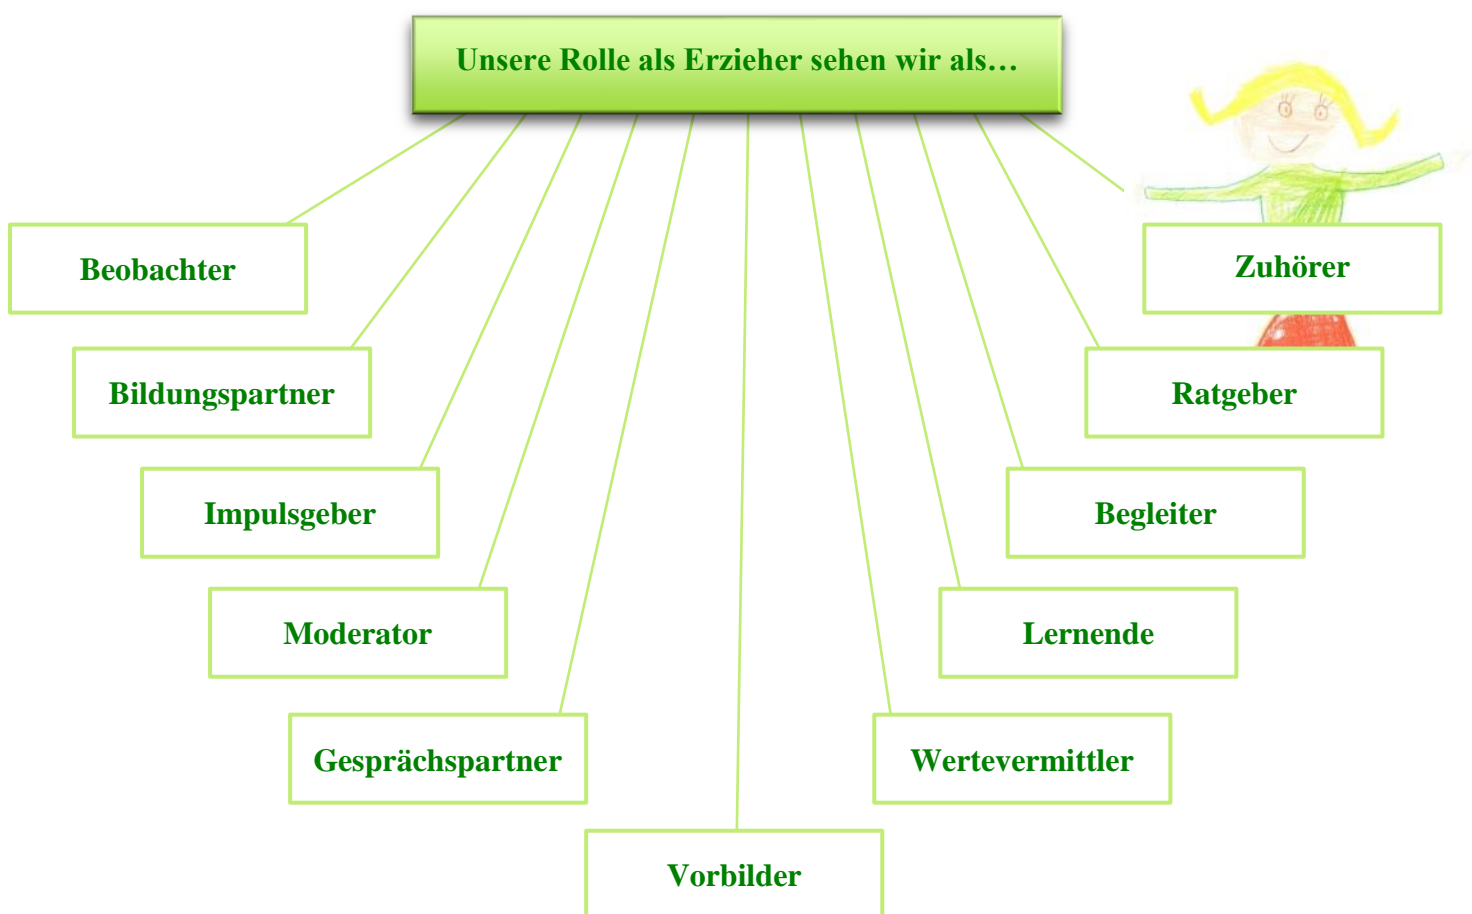 Unsere Rolle als Erzieher sehen wir als…
Beobachter
Zuhörer
Bildungspartner
Ratgeber
Impulsgeber
Begleiter
Moderator
Lernende
Gesprächspartner
Wertevermittler
Vorbilder